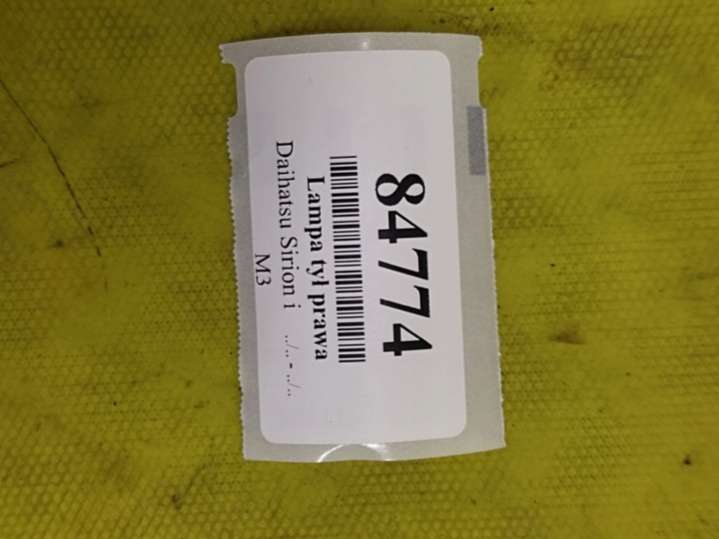 84774
Lampa tył prawa
Daihatsu Sirion i ../.. - ../..
M3